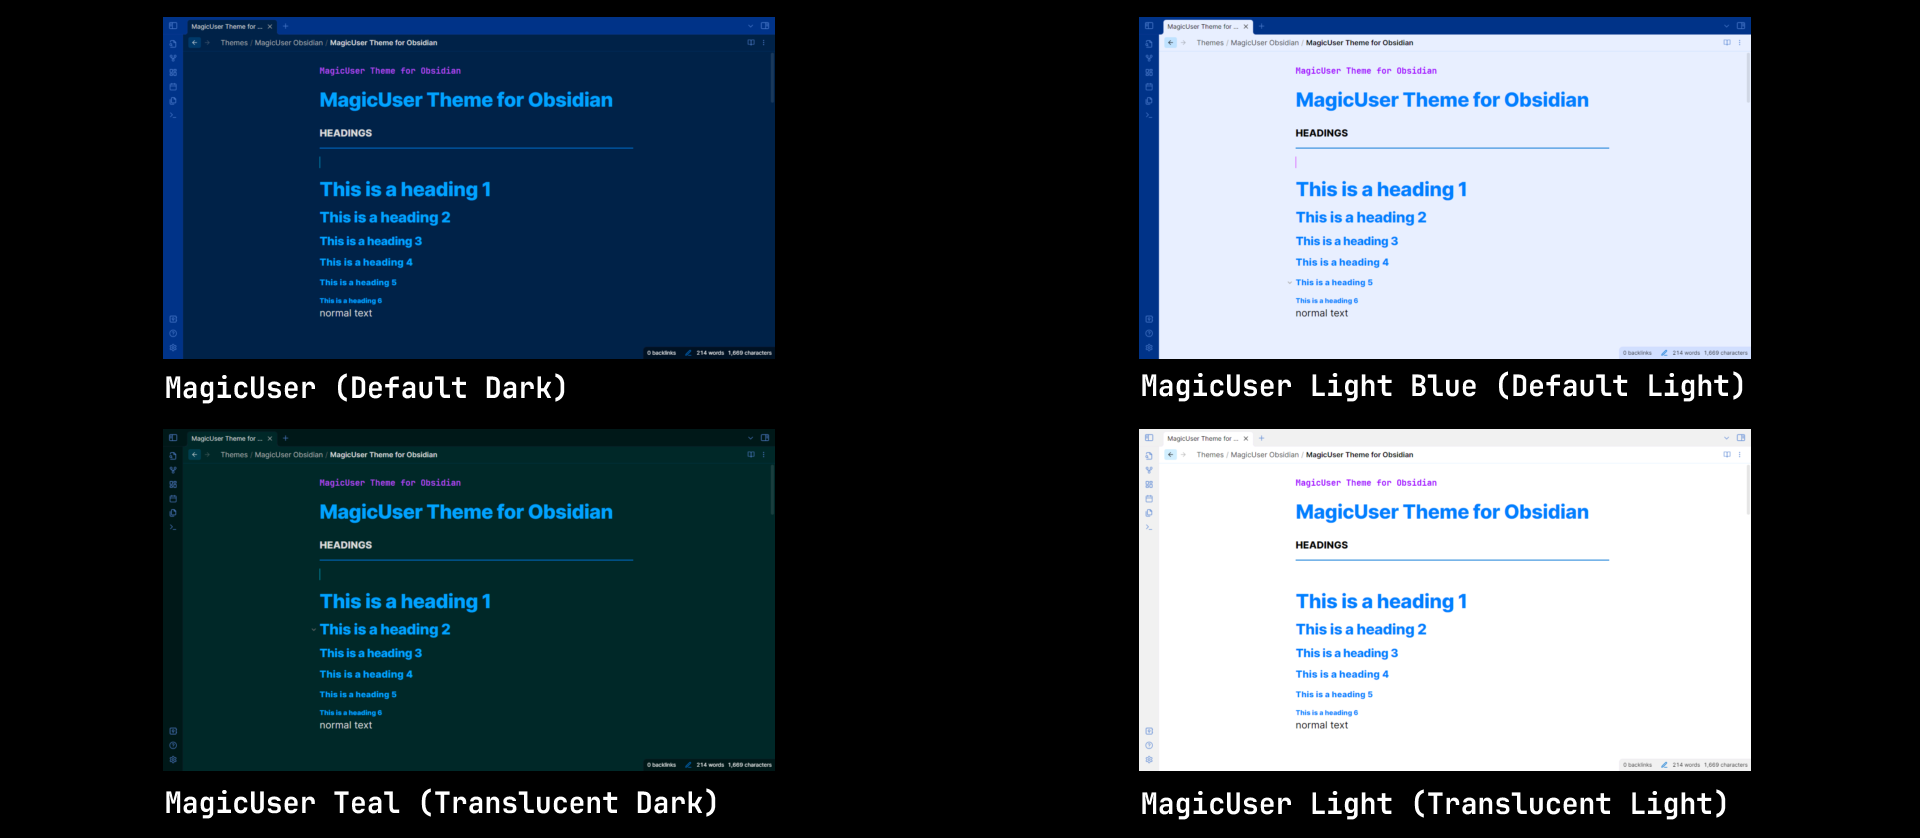 MagicUser Theme for ...
Themes / MagicUser Obsidian / MagicUser Theme for Obsidian
MagicUser Theme for Obsidian
MagicUser Theme for Obsidian
HEADINGS
This is a heading 1
This is a heading 2
This is a heading 3
This is a heading 4
This is a heading 5
This is a heading 6
normal text
0 backlinks 214 words 1,669 characters
MagicUser (Default Dark)
MagicUser Theme for ...
Themes / MagicUser Obsidian / MagicUser Theme for Obsidian
MagicUser Theme for Obsidian
MagicUser Theme for Obsidian
HEADINGS
This is a heading 1
This is a heading 2
This is a heading 3
This is a heading 4
This is a heading 5
This is a heading 6
normal text
0 backlinks 214 words 1,669 characters
MagicUser Light Blue (Default Light)
MagicUser Theme for ...
Themes / MagicUser Obsidian / MagicUser Theme for Obsidian
MagicUser Theme for Obsidian
MagicUser Theme for Obsidian
HEADINGS
This is a heading 1
This is a heading 2
This is a heading 3
This is a heading 4
This is a heading 5
This is a heading 6
normal text
0 backlinks 214 words 1,669 characters
MagicUser Teal (Translucent Dark)
MagicUser Theme for ...
Themes / MagicUser Obsidian / MagicUser Theme for Obsidian
MagicUser Theme for Obsidian
MagicUser Theme for Obsidian
HEADINGS
This is a heading 1
This is a heading 2
This is a heading 3
This is a heading 4
This is a heading 5
This is a heading 6
normal text
0 backlinks 214 words 1,669 characters
MagicUser Light (Translucent Light)